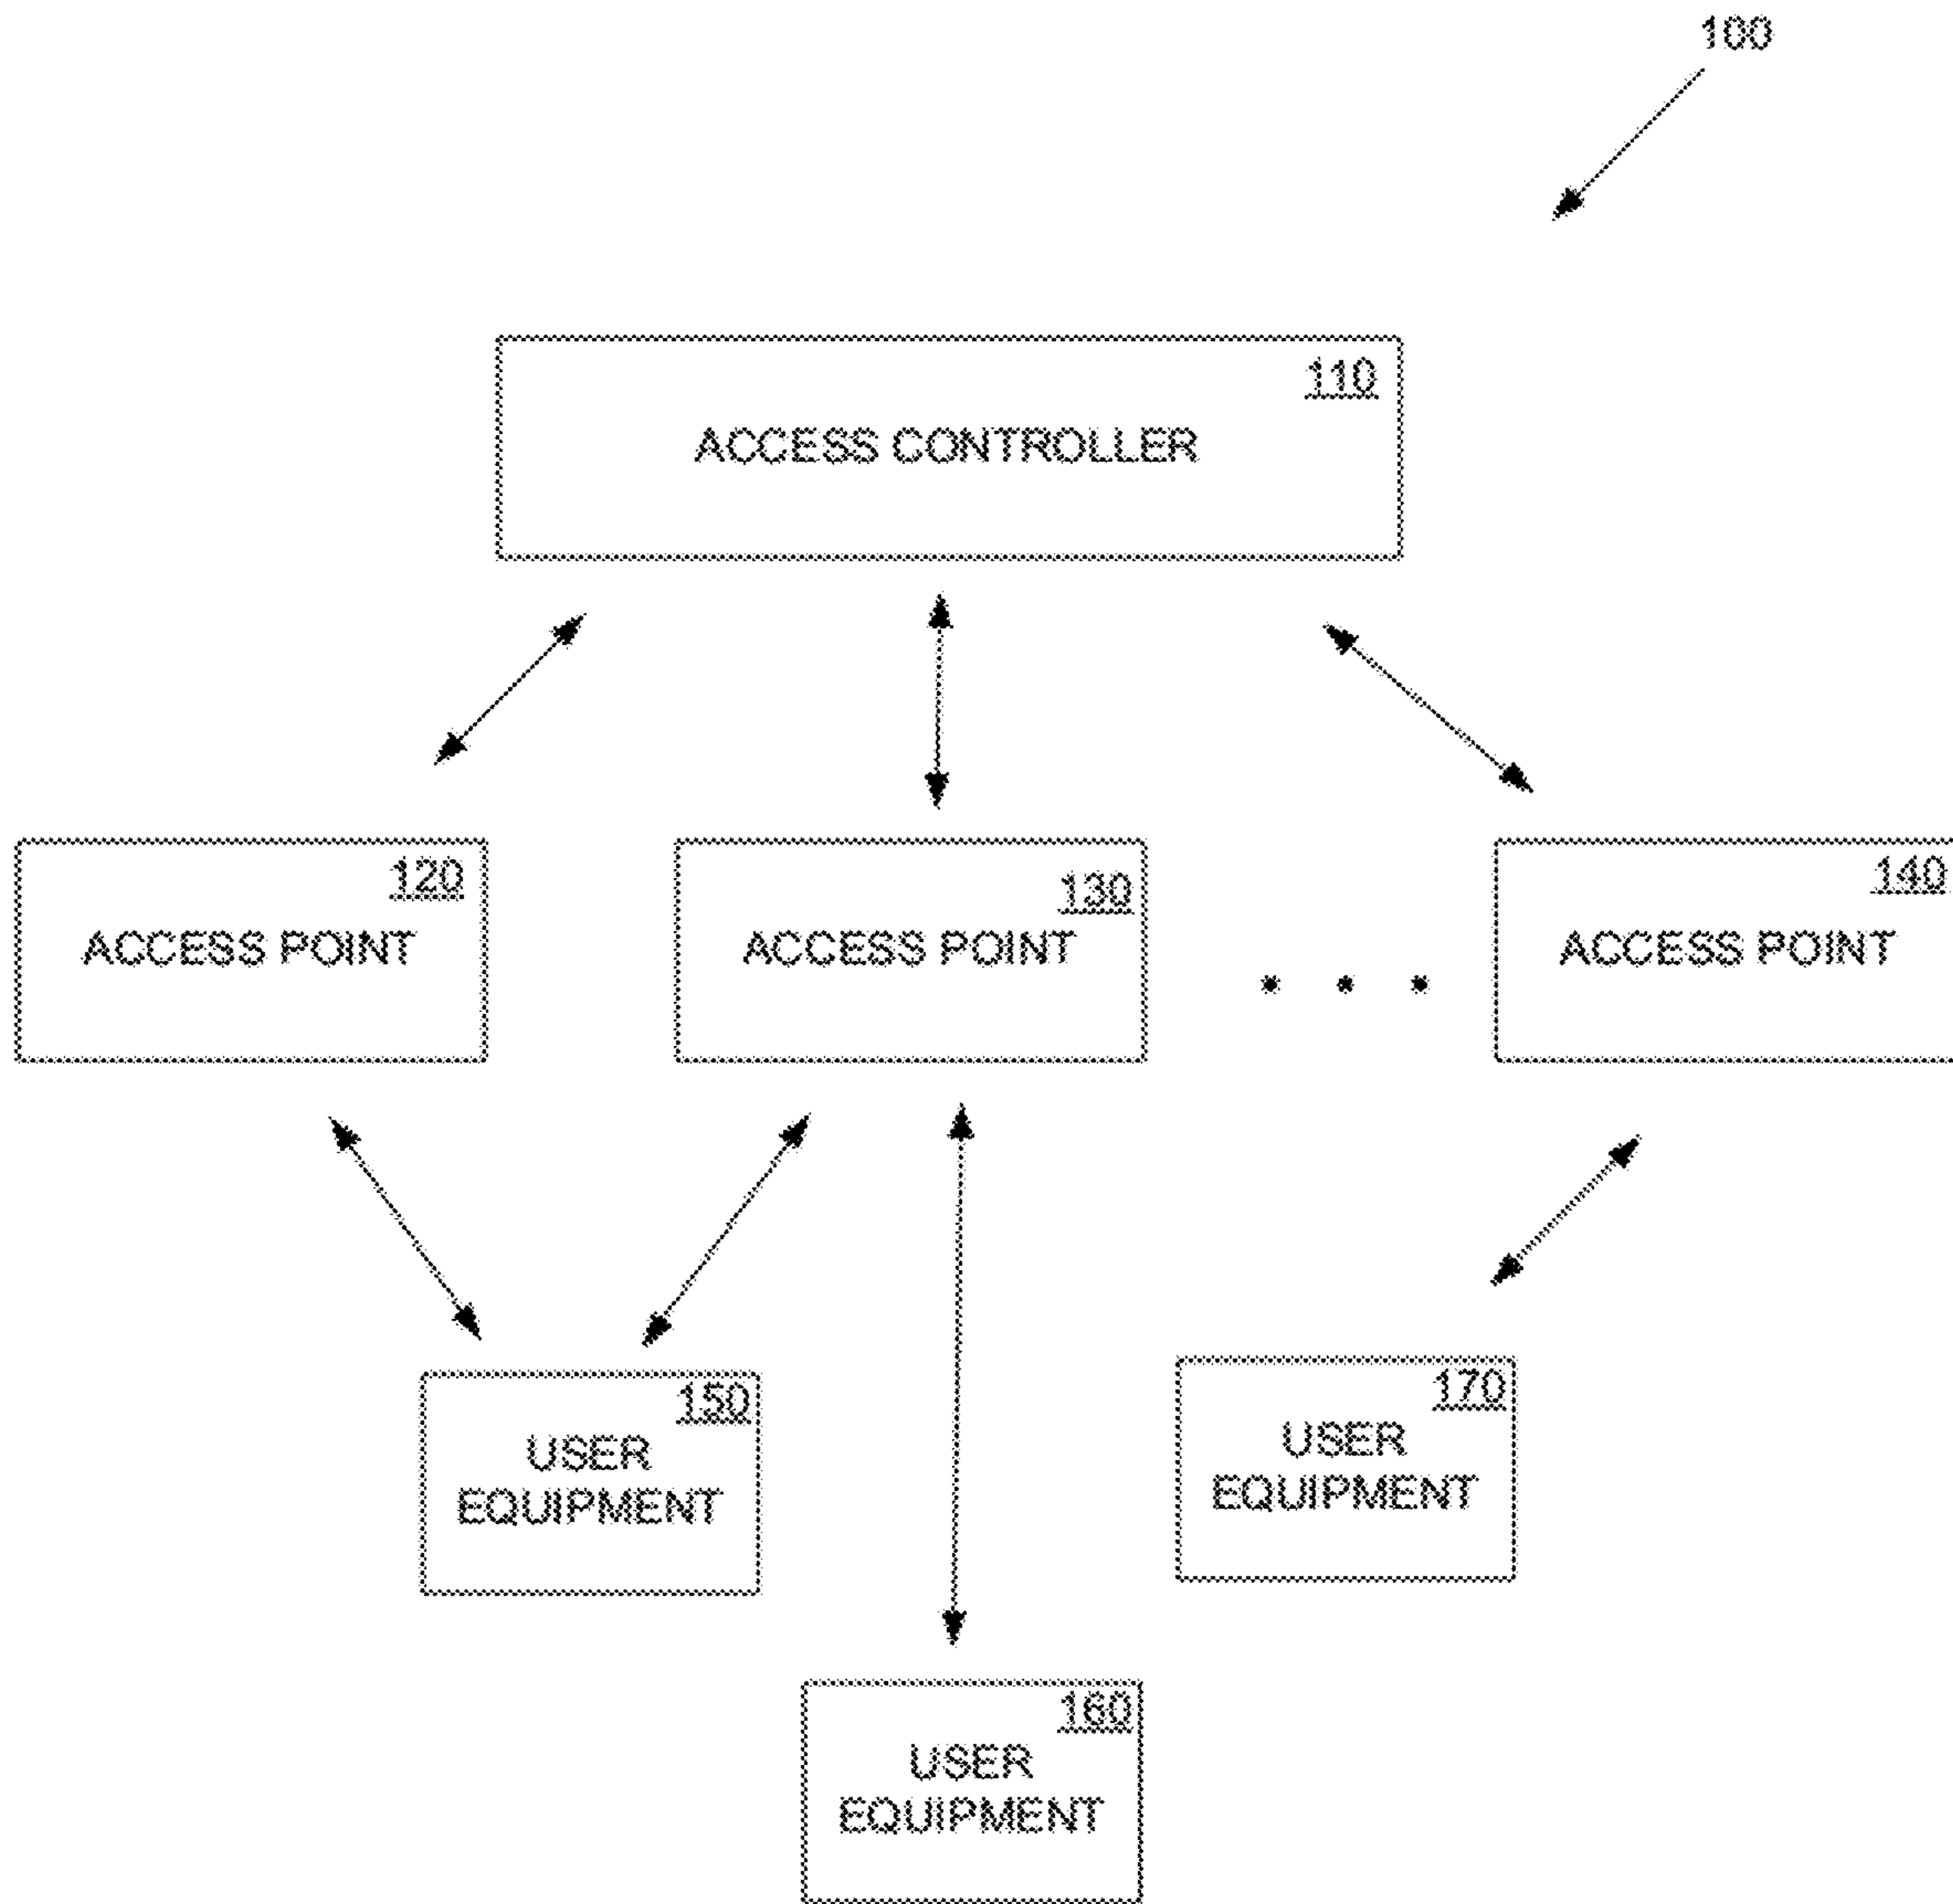 100
110
ACCESS CONTROLLER
120
ACCESS POINT
130
ACCESS POINT
. . .
140
ACCESS POINT
150
USER
EQUIPMENT
170
USER
EQUIPMENT
160
USER
EQUIPMENT